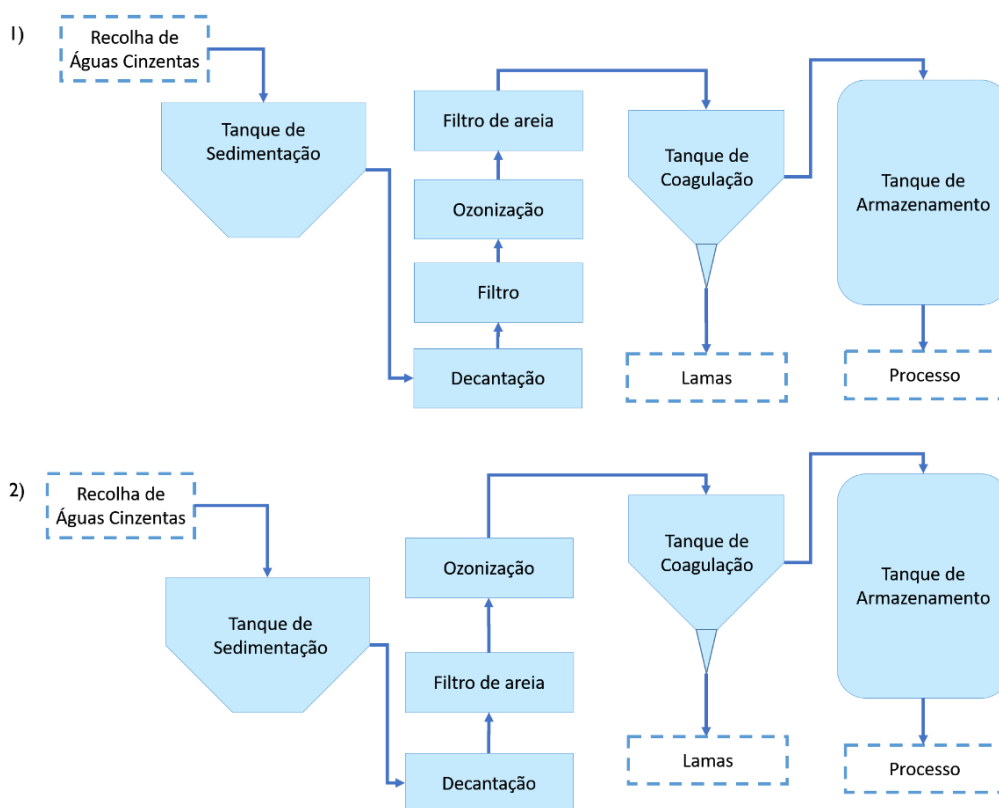 1)
Recolha de
Águas Cinzentas
Tanque de
Sedimentação
Decantação
Filtro
Ozonização
Filtro de areia
Tanque de
Coagulação
Lamas
Tanque de
Armazenamento
Processo
2)
Recolha de
Águas Cinzentas
Tanque de
Sedimentação
Decantação
Filtro de areia
Ozonização
Tanque de
Coagulação
Lamas
Tanque de
Armazenamento
Processo